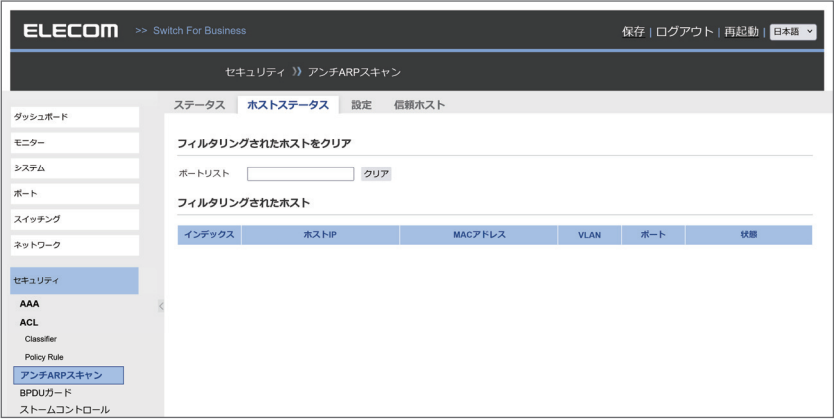 ELECOM >> Switch For Business 保存 | ログアウト | 再起動 | 日本語
セキュリティ 》 アンチARPスキャン
ステータス ホストステータス 設定 信頼ホスト
ダッシュボード
モニター
システム
ポート
スイッチング
ネットワーク
セキュリティ
AAA
ACL
Classifier
Policy Rule
アンチARPスキャン
BPDUガード
ストームコントロール
フィルタリングされたホストをクリア
ポートリスト クリア
フィルタリングされたホスト
インデックス ホストIP MACアドレス VLAN ポート 状態